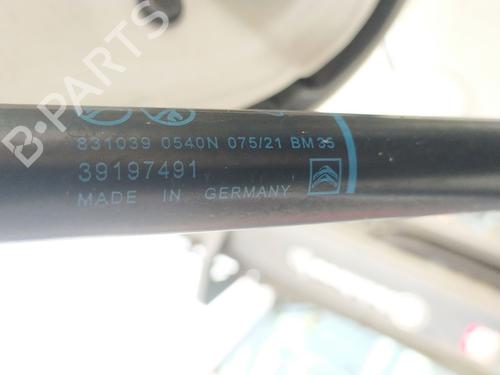 B-PARTS
831039 0540N 075/21 BM35
39197491
MADE IN GERMANY